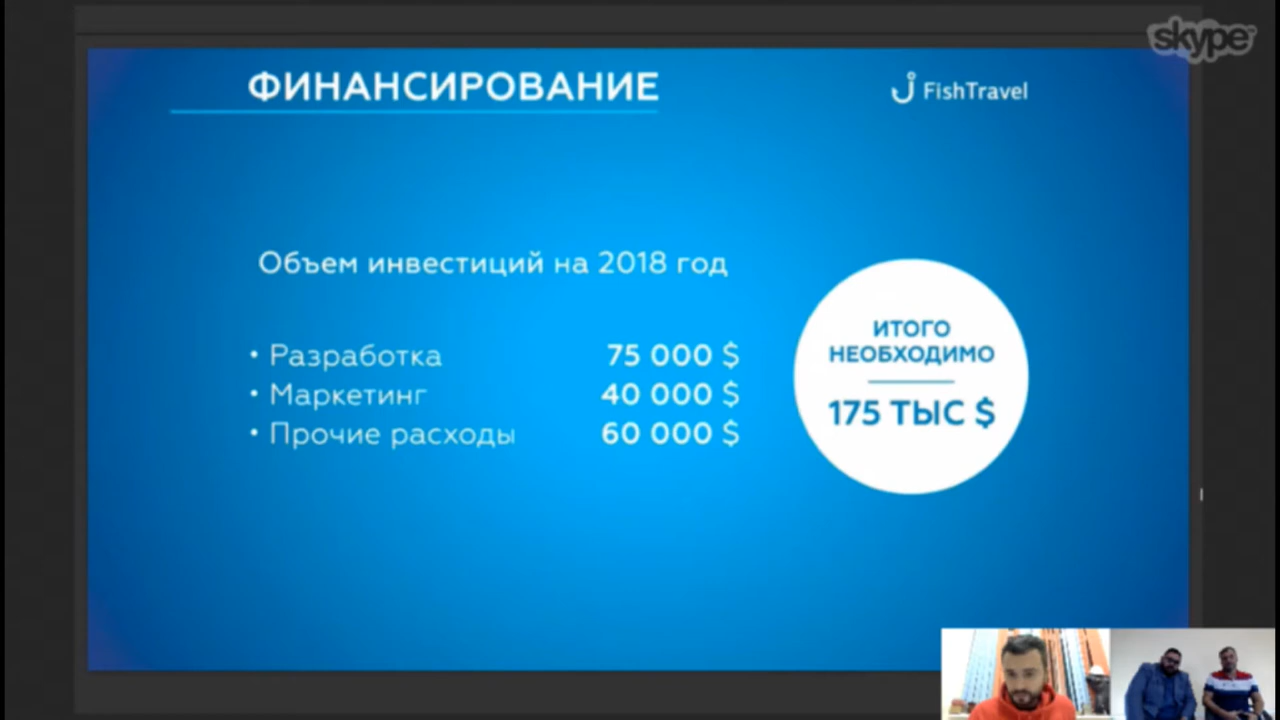 skype
ФИНАНСИРОВАНИЕ
FishTravel
Объем инвестиций на 2018 год
• Разработка 75 000 $
• Маркетинг 40 000 $
• Прочие расходы 60 000 $
ИТОГО
НЕОБХОДИМО
175 ТЫС $